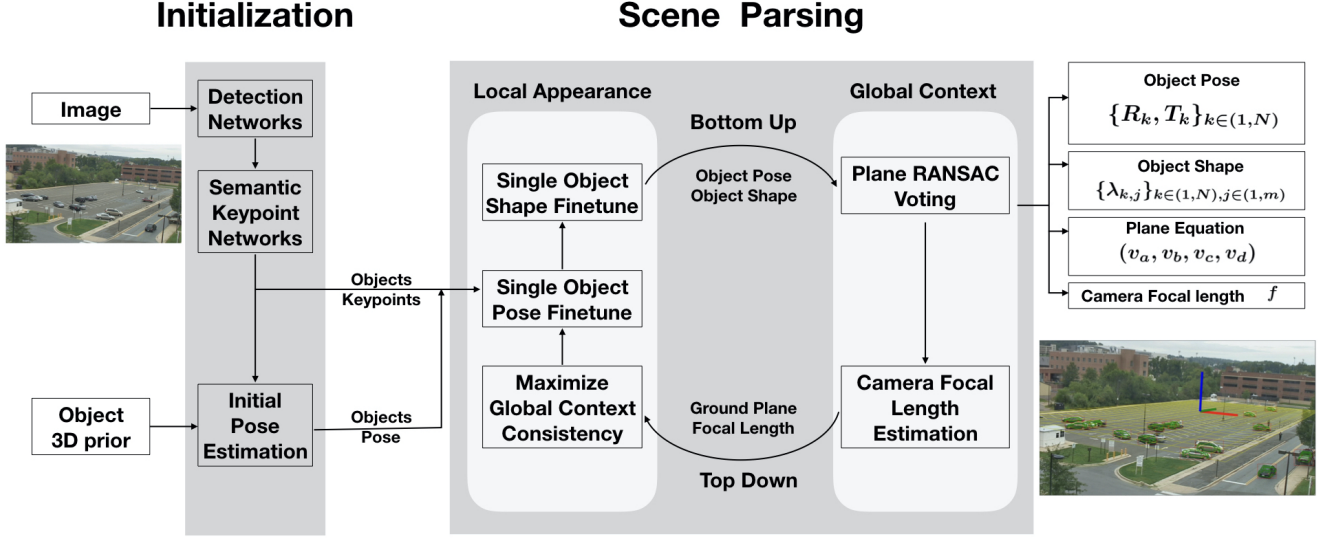 Initialization
Scene Parsing
Image
Detection
Networks
Semantic
Keypoint
Networks
Object
3D prior
Initial
Pose
Estimation
Objects
Keypoints
Objects
Pose
Local Appearance
Single Object
Shape Finetune
Single Object
Pose Finetune
Maximize
Global Context
Consistency
Bottom Up
Object Pose
Object Shape
Ground Plane
Focal Length
Top Down
Global Context
Plane RANSAC
Voting
Camera Focal
Length
Estimation
Object Pose
{R_k, T_k}_{k∈(1,N)}
Object Shape
{λ_{k,j}}_{k∈(1,N),j∈(1,m)}
Plane Equation
(v_a, v_b, v_c, v_d)
Camera Focal length f